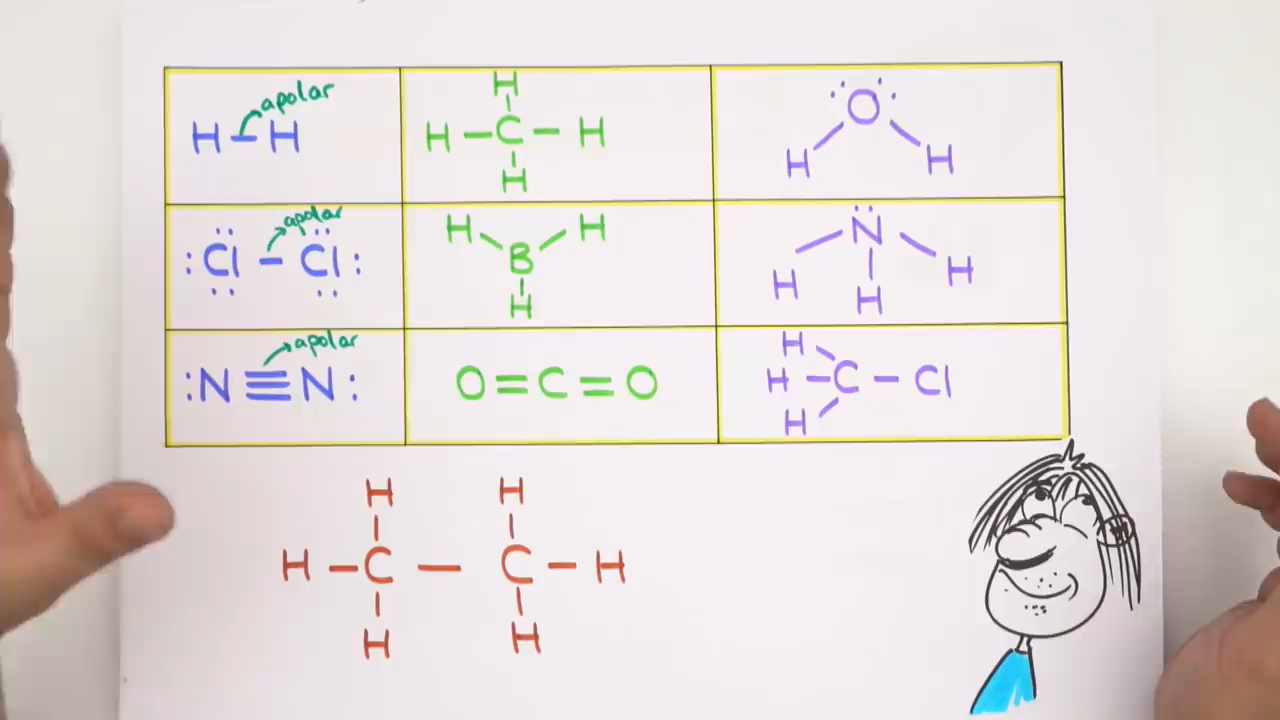 apolar
H-H
H
H-C-H
H
:Ö:
H H
apolar
:Cl-Cl:
H H
B
H
N̈
H H H
apolar
:N≡N:
O=C=O
H
H-C-Cl
H
H H
H-C-C-H
H H